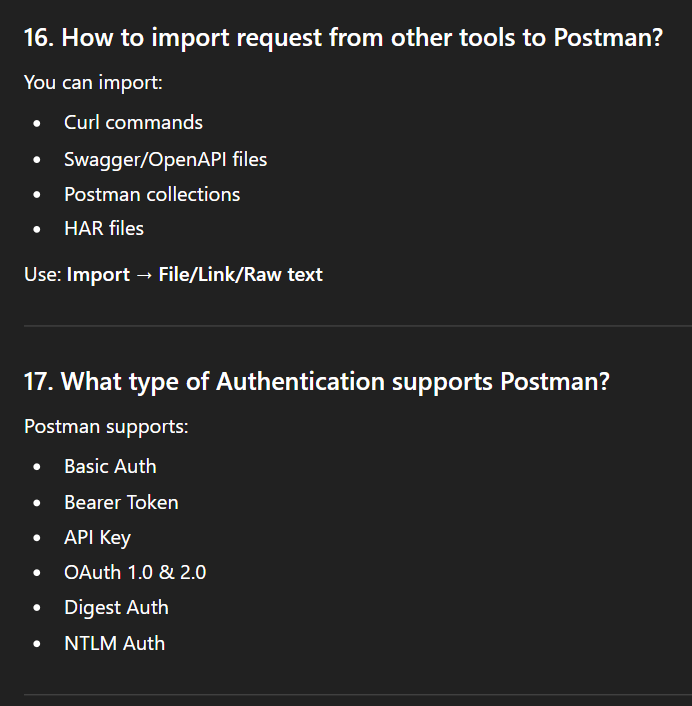 16. How to import request from other tools to Postman?
You can import:
• Curl commands
• Swagger/OpenAPI files
• Postman collections
• HAR files
Use: Import → File/Link/Raw text
17. What type of Authentication supports Postman?
Postman supports:
• Basic Auth
• Bearer Token
• API Key
• OAuth 1.0 & 2.0
• Digest Auth
• NTLM Auth